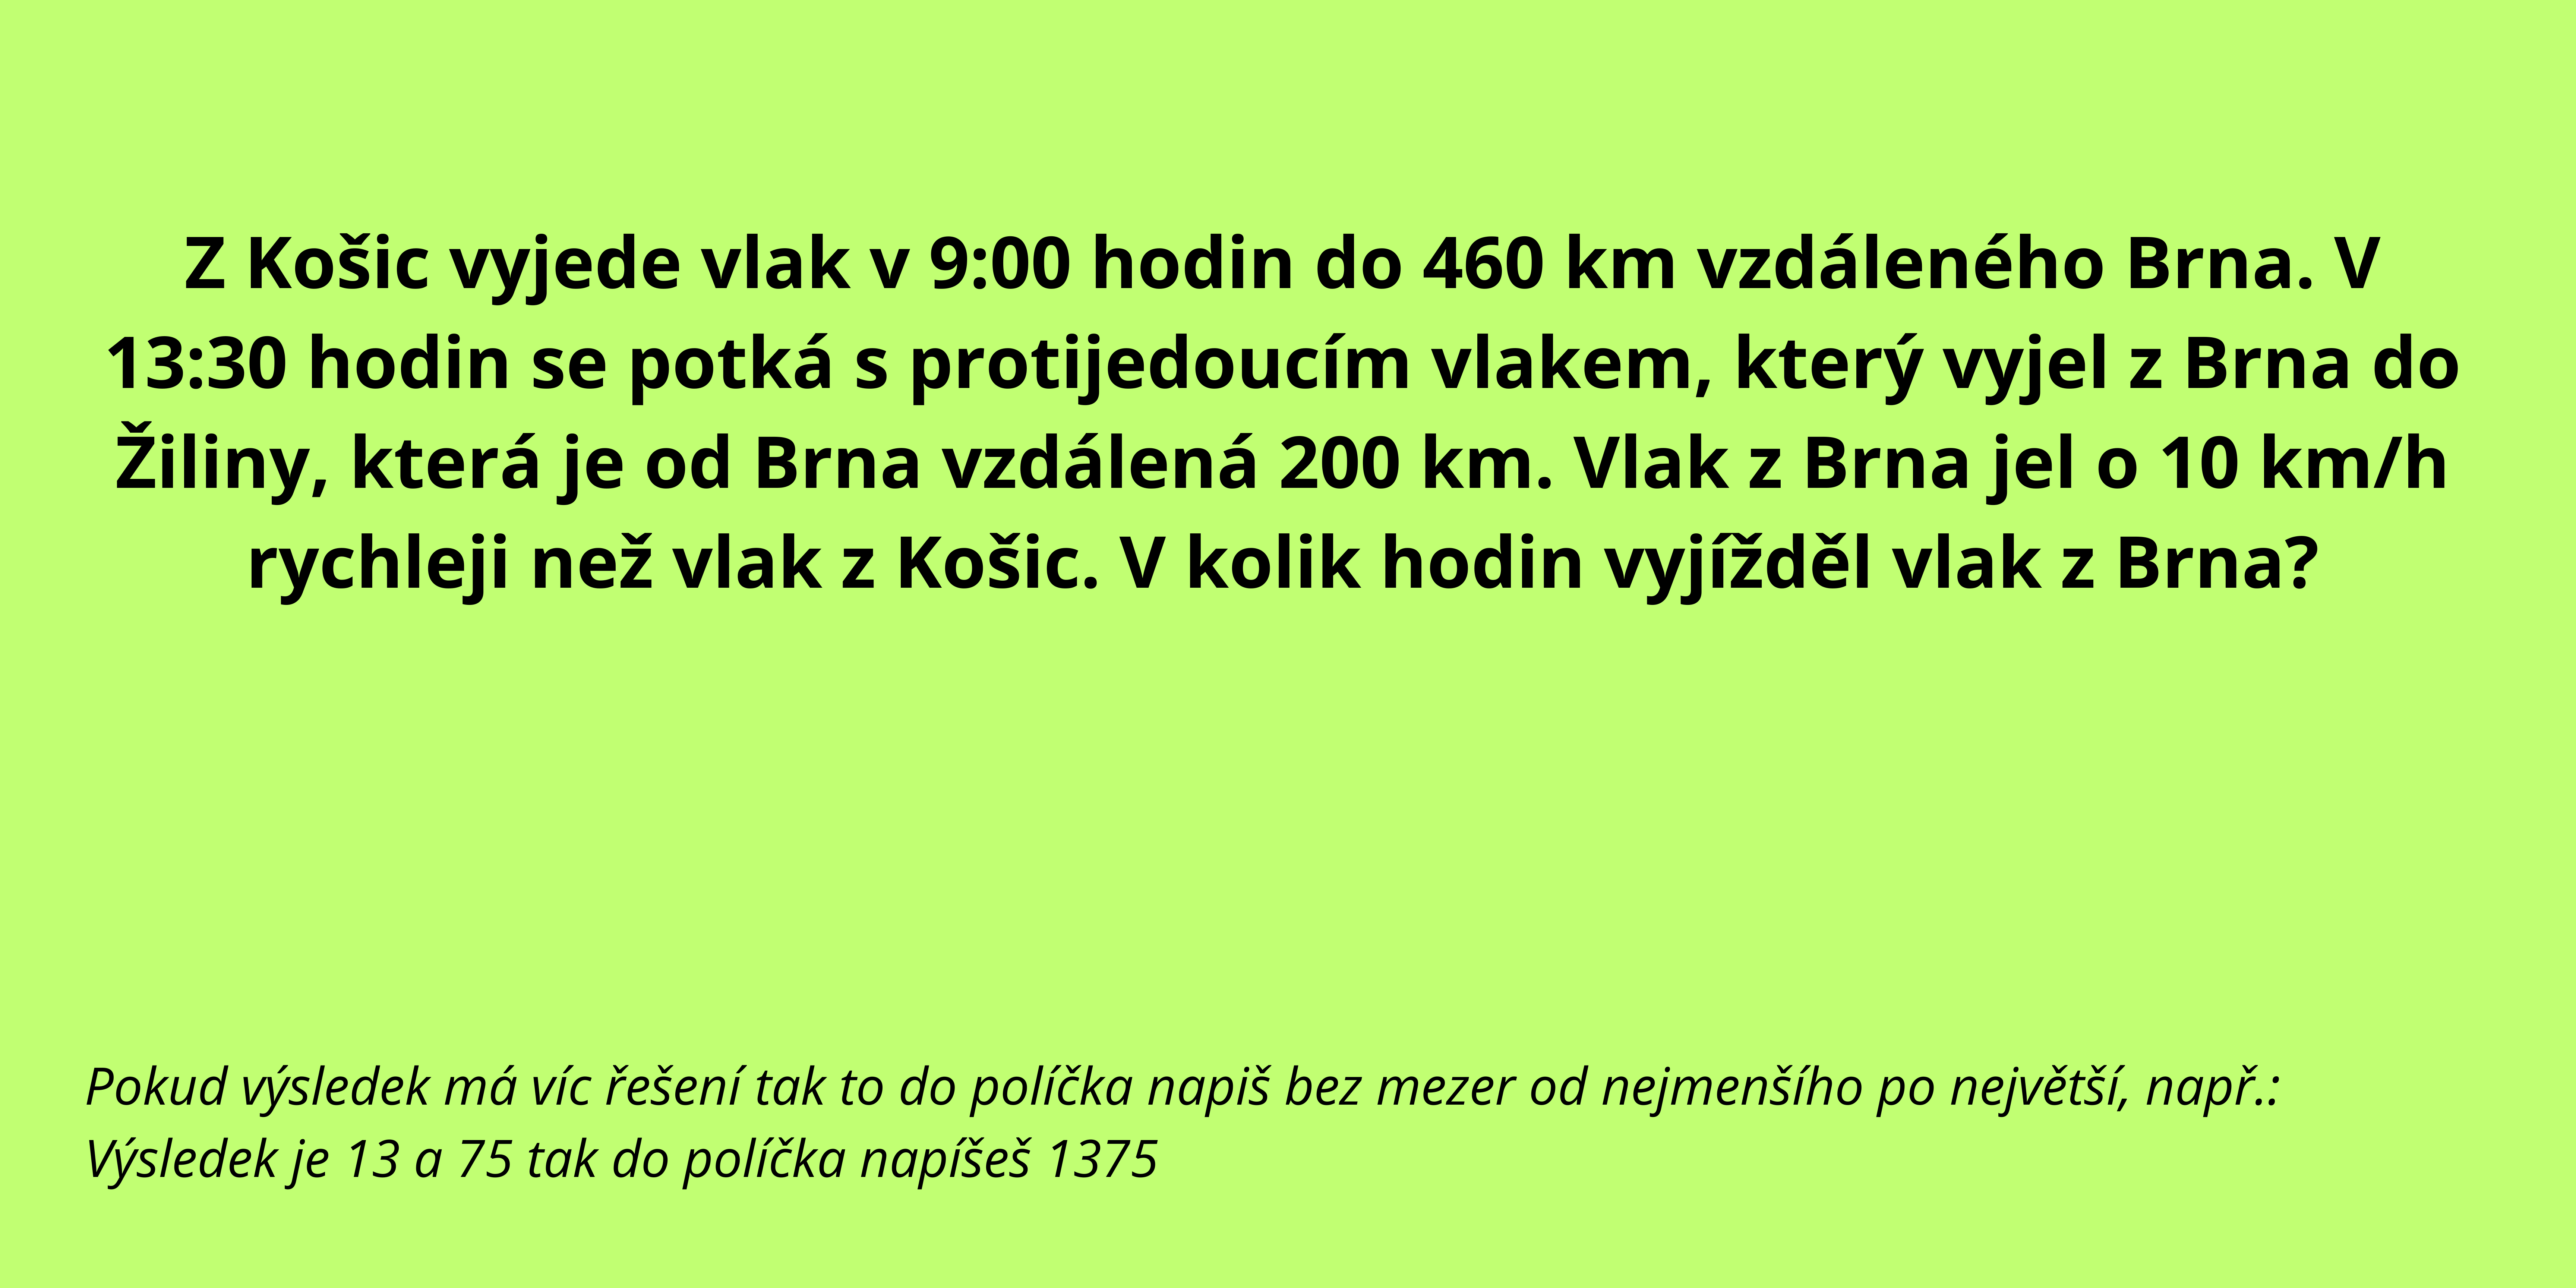 Z Košic vyjede vlak v 9:00 hodin do 460 km vzdáleného Brna. V
13:30 hodin se potká s protijedoucím vlakem, který vyjel z Brna do
Žiliny, která je od Brna vzdálená 200 km. Vlak z Brna jel o 10 km/h
rychleji než vlak z Košic. V kolik hodin vyjížděl vlak z Brna?
Pokud výsledek má víc řešení tak to do políčka napiš bez mezer od nejmenšího po největší, např.:
Výsledek je 13 a 75 tak do políčka napíšeš 1375